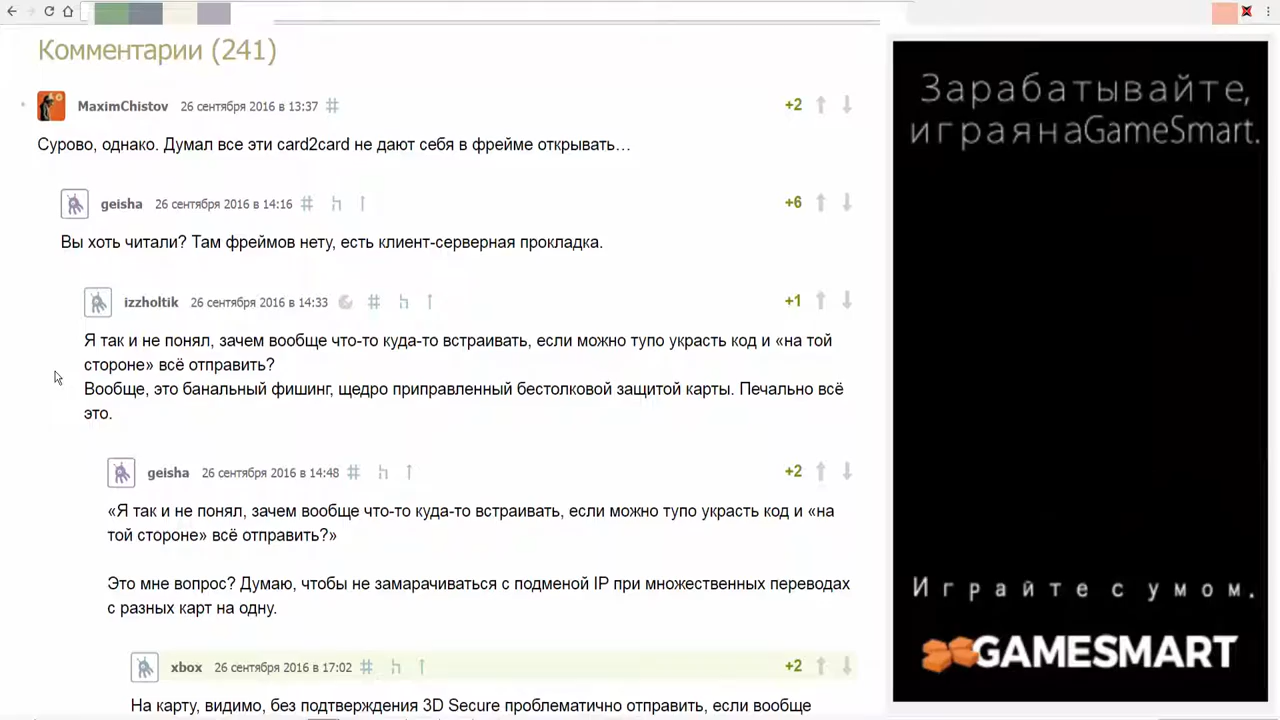 Комментарии (241)
MaximChistov 26 сентября 2016 в 13:37 #
+2
Сурово, однако. Думал все эти card2card не дают себя в фрейме открывать…
geisha 26 сентября 2016 в 14:16 #
+6
Вы хоть читали? Там фреймов нету, есть клиент-серверная прокладка.
izzholtik 26 сентября 2016 в 14:33 #
+1
Я так и не понял, зачем вообще что-то куда-то встраивать, если можно тупо украсть код и «на той
стороне» всё отправить?
Вообще, это банальный фишинг, щедро приправленный бестолковой защитой карты. Печально всё
это.
geisha 26 сентября 2016 в 14:48 #
+2
«Я так и не понял, зачем вообще что-то куда-то встраивать, если можно тупо украсть код и «на
той стороне» всё отправить?»
Это мне вопрос? Думаю, чтобы не замарачиваться с подменой IP при множественных переводах
с разных карт на одну.
xbox 26 сентября 2016 в 17:02 #
+2
На карту, видимо, без подтверждения 3D Secure проблематично отправить, если вообще
Зарабатывайте,
играянаGameSmart.
Играйте с умом.
GAMESMART